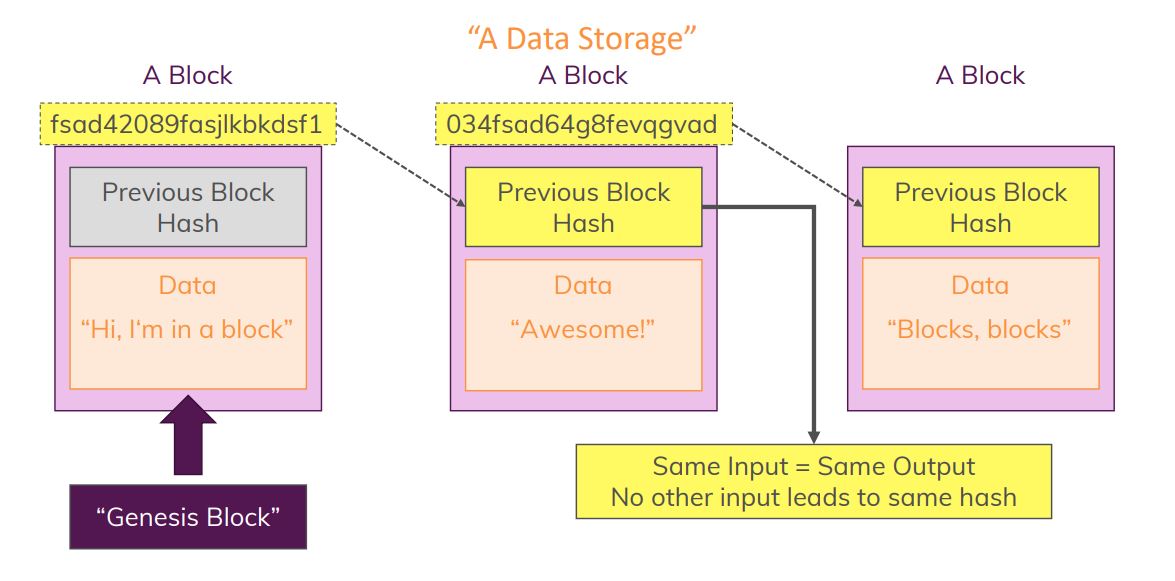 “A Data Storage”
A Block
A Block
A Block
fsad42089fasjlkbkdsf1
034fsad64g8fevqgvad
Previous Block
Hash
Data
“Hi, I‘m in a block”
Previous Block
Hash
Data
“Awesome!”
Previous Block
Hash
Data
“Blocks, blocks”
“Genesis Block”
Same Input = Same Output
No other input leads to same hash